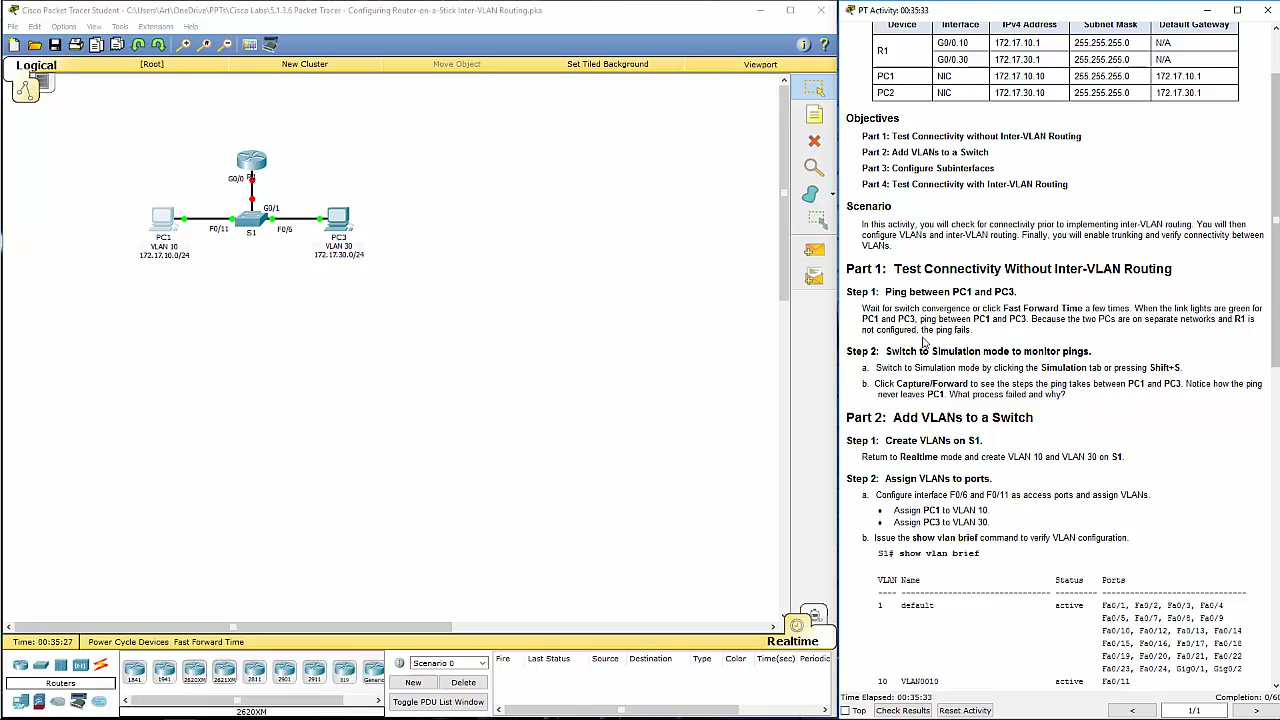 Cisco Packet Tracer Student - C:\Users\Art\OneDrive\PPTs\Cisco Labs\5.1.3.6 Packet Tracer - Configuring Router-on-a-Stick Inter-VLAN Routing.pka
File Edit Options View Tools Extensions Help
Logical [Root] New Cluster Move Object Set Tiled Background Viewport
G0/0 R1
G0/1
PC1 F0/11 S1 F0/6 PC3
VLAN 10 VLAN 30
172.17.10.0/24 172.17.30.0/24
Time: 00:35:27 Power Cycle Devices Fast Forward Time Realtime
Routers
1841 1941 2620XM 2621XM 2811 2901 2911 819 Generic
2620XM
Scenario 0
New Delete
Toggle PDU List Window
Fire Last Status Source Destination Type Color Time(sec) Periodic
PT Activity: 00:35:33
Device Interface IPv4 Address Subnet Mask Default Gateway
R1 G0/0.10 172.17.10.1 255.255.255.0 N/A
G0/0.30 172.17.30.1 255.255.255.0 N/A
PC1 NIC 172.17.10.10 255.255.255.0 172.17.10.1
PC2 NIC 172.17.30.10 255.255.255.0 172.17.30.1
Objectives
Part 1: Test Connectivity without Inter-VLAN Routing
Part 2: Add VLANs to a Switch
Part 3: Configure Subinterfaces
Part 4: Test Connectivity with Inter-VLAN Routing
Scenario
In this activity, you will check for connectivity prior to implementing inter-VLAN routing. You will then
configure VLANs and inter-VLAN routing. Finally, you will enable trunking and verify connectivity between
VLANs.
Part 1: Test Connectivity Without Inter-VLAN Routing
Step 1: Ping between PC1 and PC3.
Wait for switch convergence or click Fast Forward Time a few times. When the link lights are green for
PC1 and PC3, ping between PC1 and PC3. Because the two PCs are on separate networks and R1 is
not configured, the ping fails.
Step 2: Switch to Simulation mode to monitor pings.
a. Switch to Simulation mode by clicking the Simulation tab or pressing Shift+S.
b. Click Capture/Forward to see the steps the ping takes between PC1 and PC3. Notice how the ping
never leaves PC1. What process failed and why?
Part 2: Add VLANs to a Switch
Step 1: Create VLANs on S1.
Return to Realtime mode and create VLAN 10 and VLAN 30 on S1.
Step 2: Assign VLANs to ports.
a. Configure interface F0/6 and F0/11 as access ports and assign VLANs.
• Assign PC1 to VLAN 10.
• Assign PC3 to VLAN 30.
b. Issue the show vlan brief command to verify VLAN configuration.
S1# show vlan brief
VLAN Name Status Ports
---- -------------------------------- --------- -------------------------------
1 default active Fa0/1, Fa0/2, Fa0/3, Fa0/4
Fa0/5, Fa0/7, Fa0/8, Fa0/9
Fa0/10, Fa0/12, Fa0/13, Fa0/14
Fa0/15, Fa0/16, Fa0/17, Fa0/18
Fa0/19, Fa0/20, Fa0/21, Fa0/22
Fa0/23, Fa0/24, Gig0/1, Gig0/2
10 VLAN0010 active Fa0/11
Time Elapsed: 00:35:33 Completion: 0/60
Top Check Results Reset Activity < 1/1 >